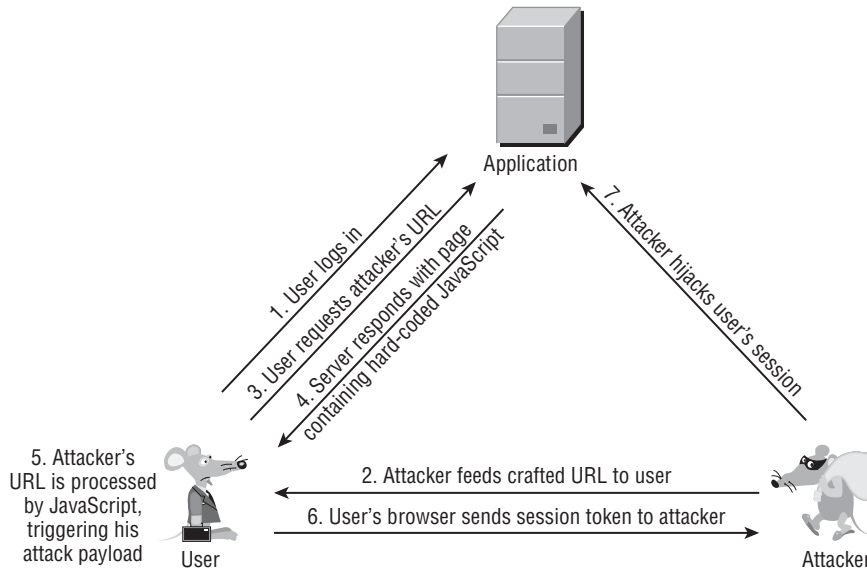 Application
1. User logs in
3. User requests attacker's URL
4. Server responds with page
containing hard-coded JavaScript
7. Attacker hijacks user's session
5. Attacker's
URL is processed
by JavaScript,
triggering his
attack payload
2. Attacker feeds crafted URL to user
6. User's browser sends session token to attacker
User
Attacker